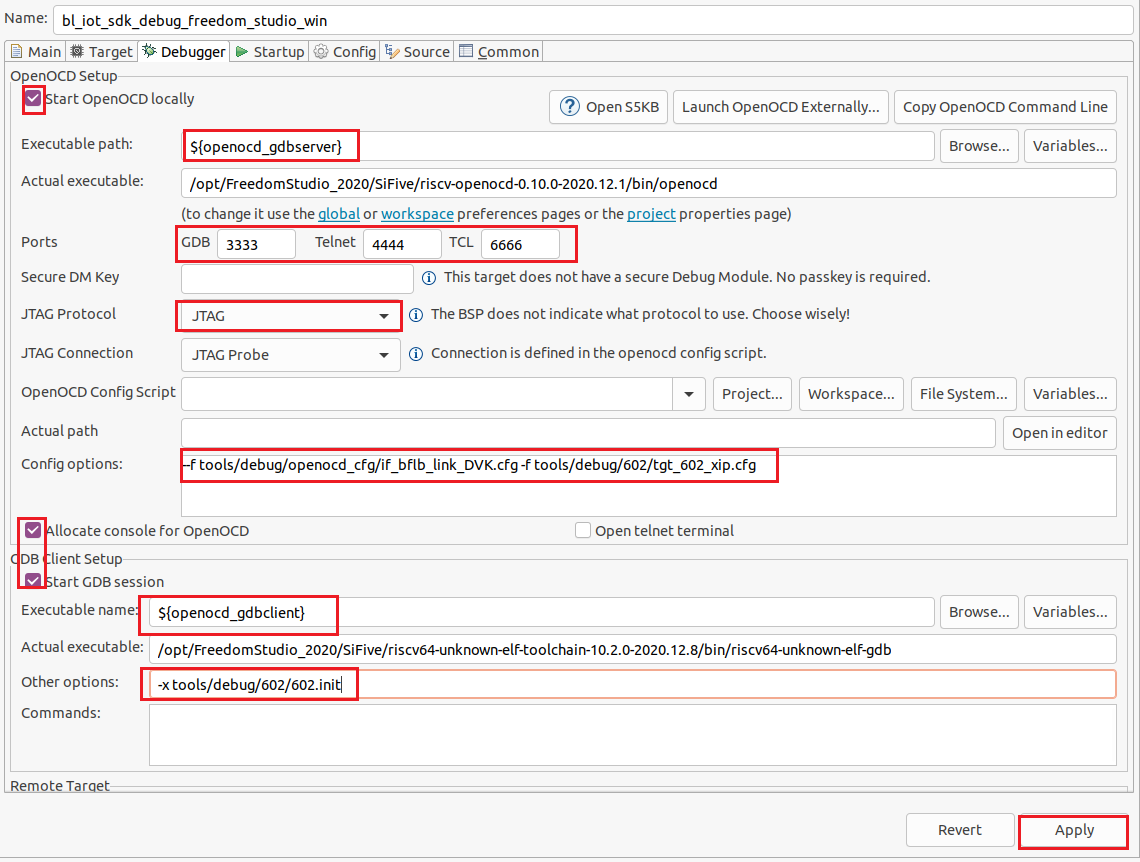 Name: bl_iot_sdk_debug_freedom_studio_win
Main Target Debugger Startup Config Source Common
OpenOCD Setup
Start OpenOCD locally
? Open S5KB Launch OpenOCD Externally... Copy OpenOCD Command Line
Executable path: ${openocd_gdbserver} Browse... Variables...
Actual executable: /opt/FreedomStudio_2020/SiFive/riscv-openocd-0.10.0-2020.12.1/bin/openocd
(to change it use the global or workspace preferences pages or the project properties page)
Ports GDB 3333 Telnet 4444 TCL 6666
Secure DM Key This target does not have a secure Debug Module. No passkey is required.
JTAG Protocol JTAG The BSP does not indicate what protocol to use. Choose wisely!
JTAG Connection JTAG Probe Connection is defined in the openocd config script.
OpenOCD Config Script Project... Workspace... File System... Variables...
Actual path Open in editor
Config options: -f tools/debug/openocd_cfg/if_bflb_link_DVK.cfg -f tools/debug/602/tgt_602_xip.cfg
Allocate console for OpenOCD Open telnet terminal
GDB Client Setup
Start GDB session
Executable name: ${openocd_gdbclient} Browse... Variables...
Actual executable: /opt/FreedomStudio_2020/SiFive/riscv64-unknown-elf-toolchain-10.2.0-2020.12.8/bin/riscv64-unknown-elf-gdb
Other options: -x tools/debug/602/602.init
Commands:
Remote Target
Revert Apply